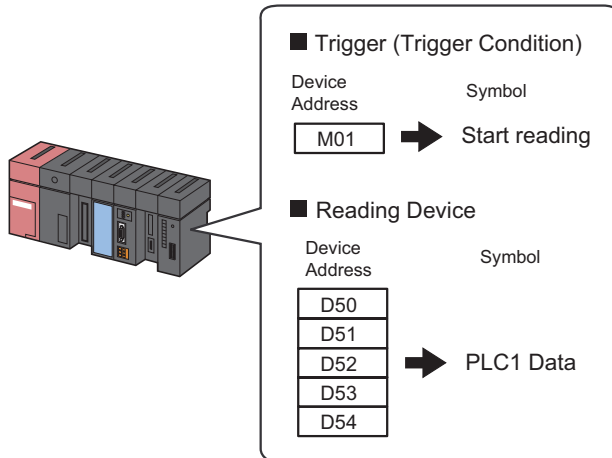 ■ Trigger (Trigger Condition)
Device
Address
Symbol
M01
Start reading
■ Reading Device
Device
Address
Symbol
D50
D51
D52
D53
D54
PLC1 Data